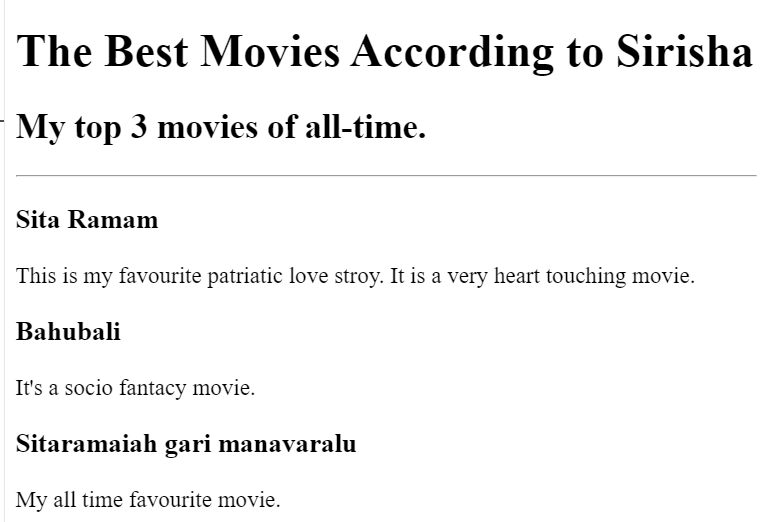 The Best Movies According to Sirisha
My top 3 movies of all-time.
Sita Ramam
This is my favourite patriatic love stroy. It is a very heart touching movie.
Bahubali
It's a socio fantacy movie.
Sitaramaiah gari manavaralu
My all time favourite movie.